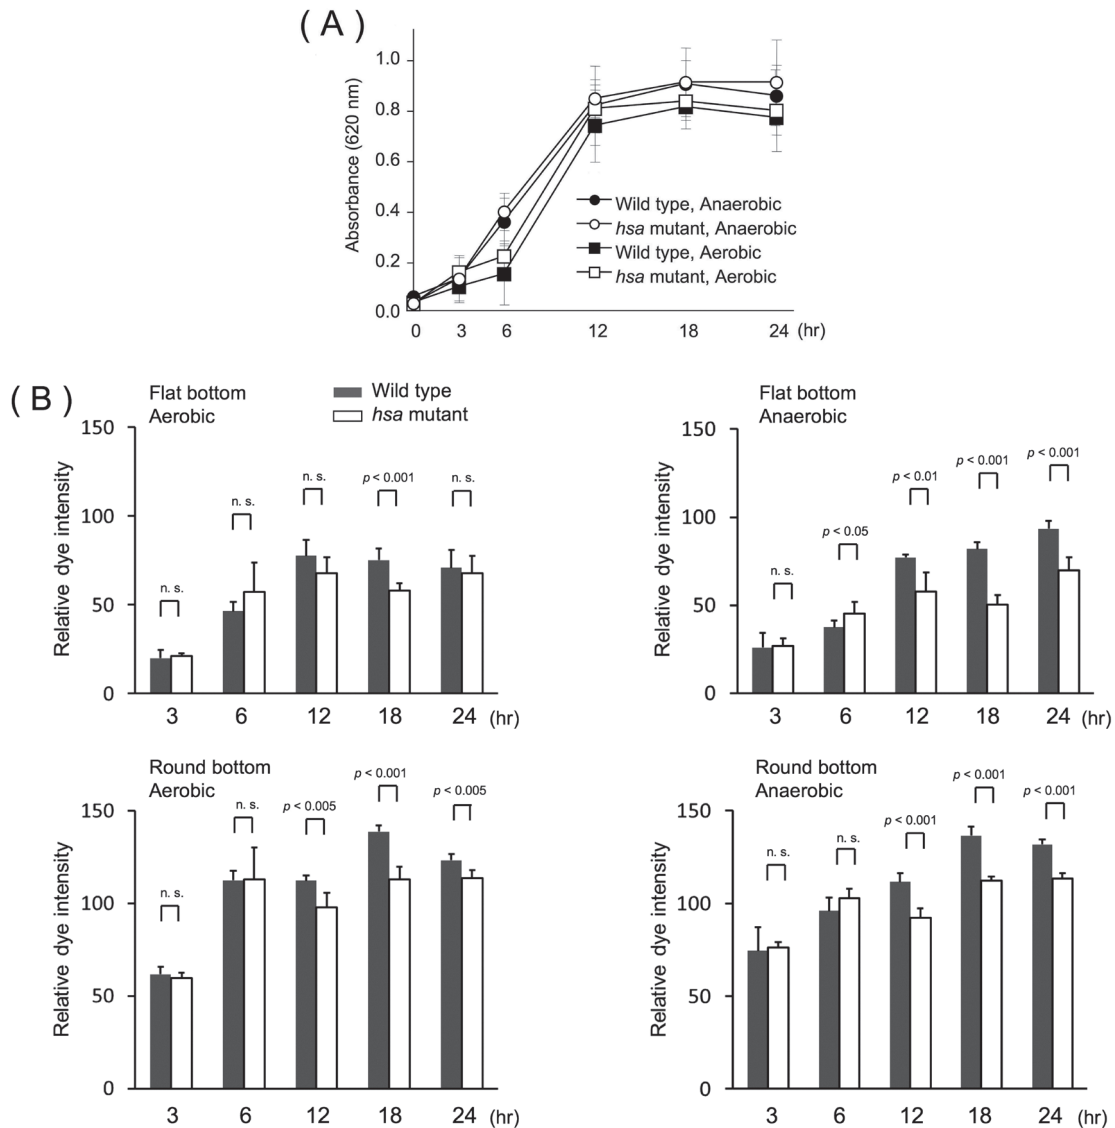 ( A )
1.0
0.8
0.6
0.4
0.2
0.0
Absorbance (620 nm)
Wild type, Anaerobic
hsa mutant, Anaerobic
Wild type, Aerobic
hsa mutant, Aerobic
0 3 6 12 18 24 (hr)
( B )
Flat bottom
Aerobic
Wild type
hsa mutant
150
100
50
0
Relative dye intensity
n. s.
n. s.
n. s.
p < 0.001
n. s.
3 6 12 18 24 (hr)
Flat bottom
Anaerobic
150
100
50
0
Relative dye intensity
n. s.
p < 0.05
p < 0.01
p < 0.001
p < 0.001
3 6 12 18 24 (hr)
Round bottom
Aerobic
150
100
50
0
Relative dye intensity
n. s.
n. s.
p < 0.005
p < 0.001
p < 0.005
3 6 12 18 24 (hr)
Round bottom
Anaerobic
150
100
50
0
Relative dye intensity
n. s.
n. s.
p < 0.001
p < 0.001
p < 0.001
3 6 12 18 24 (hr)